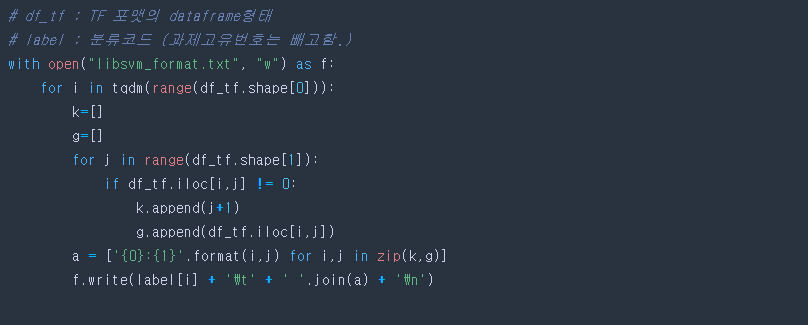 # df_tf : TF 포맷의 dataframe형태
# label : 분류코드 (과제고유번호는 빼고함.)
with open("libsvm_format.txt", "w") as f:
    for i in tqdm(range(df_tf.shape[0])):
        k=[]
        g=[]
        for j in range(df_tf.shape[1]):
            if df_tf.iloc[i,j] != 0:
                k.append(j+1)
                g.append(df_tf.iloc[i,j])
        a = ['{0}:{1}'.format(i,j) for i,j in zip(k,g)]
        f.write(label[i] + '₩t' + ' '.join(a) + '₩n')